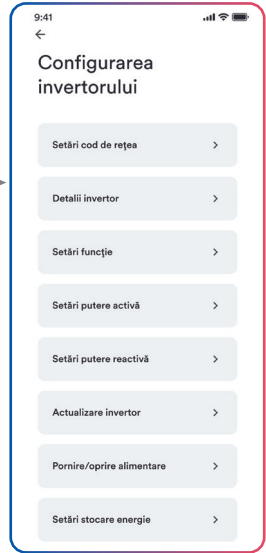 9:41
Configurarea
invertorului
Setări cod de rețea
Detalii invertor
Setări funcție
Setări putere activă
Setări putere reactivă
Actualizare invertor
Pornire/oprire alimentare
Setări stocare energie